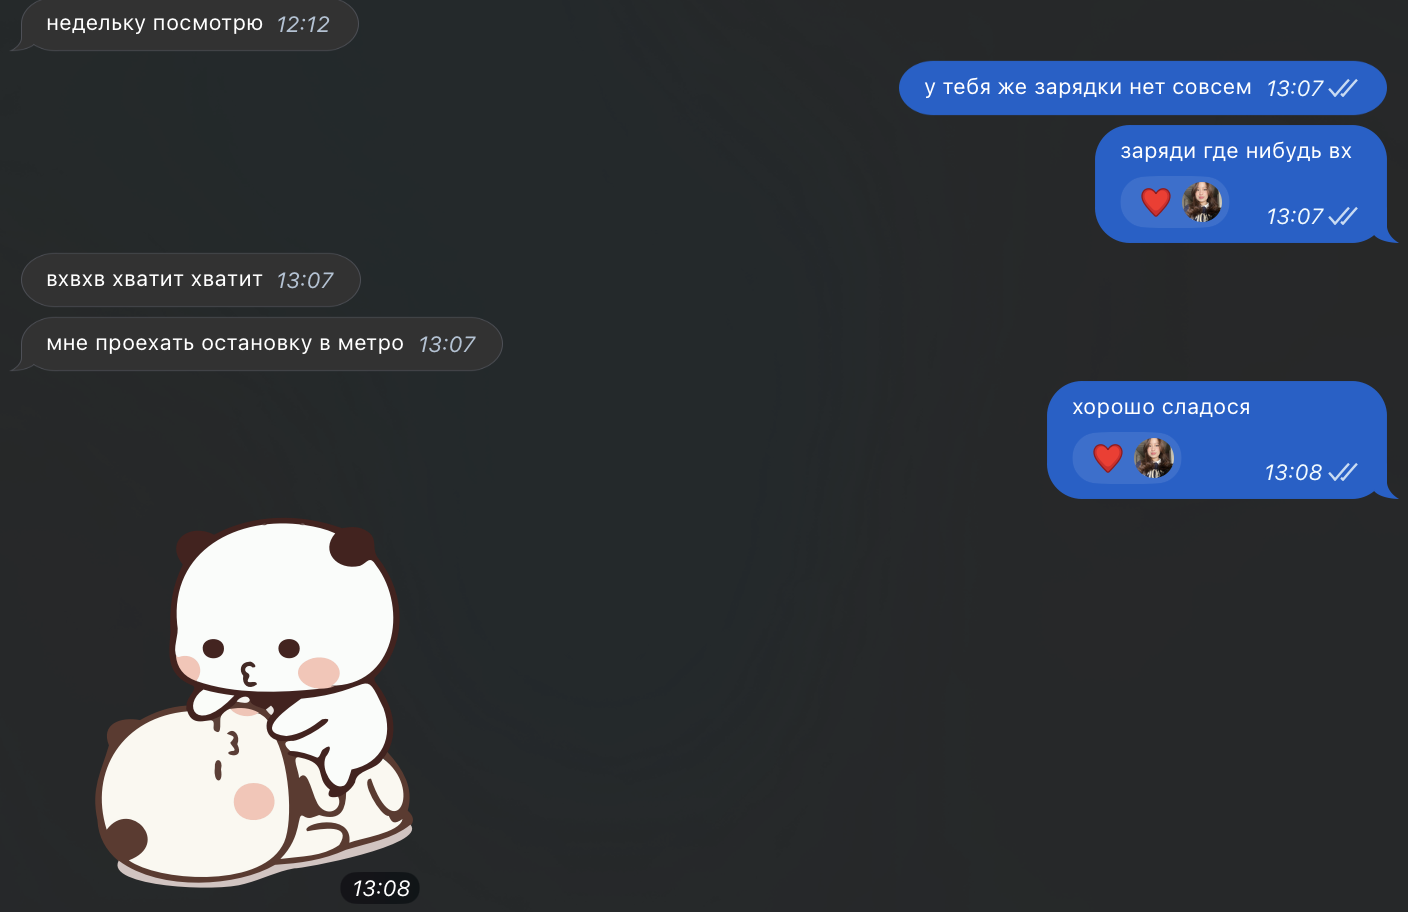 недельку посмотрю 12:12
у тебя же зарядки нет совсем 13:07
заряди где нибудь вх
13:07
вхвхв хватит хватит 13:07
мне проехать остановку в метро 13:07
хорошо сладося
13:08
13:08